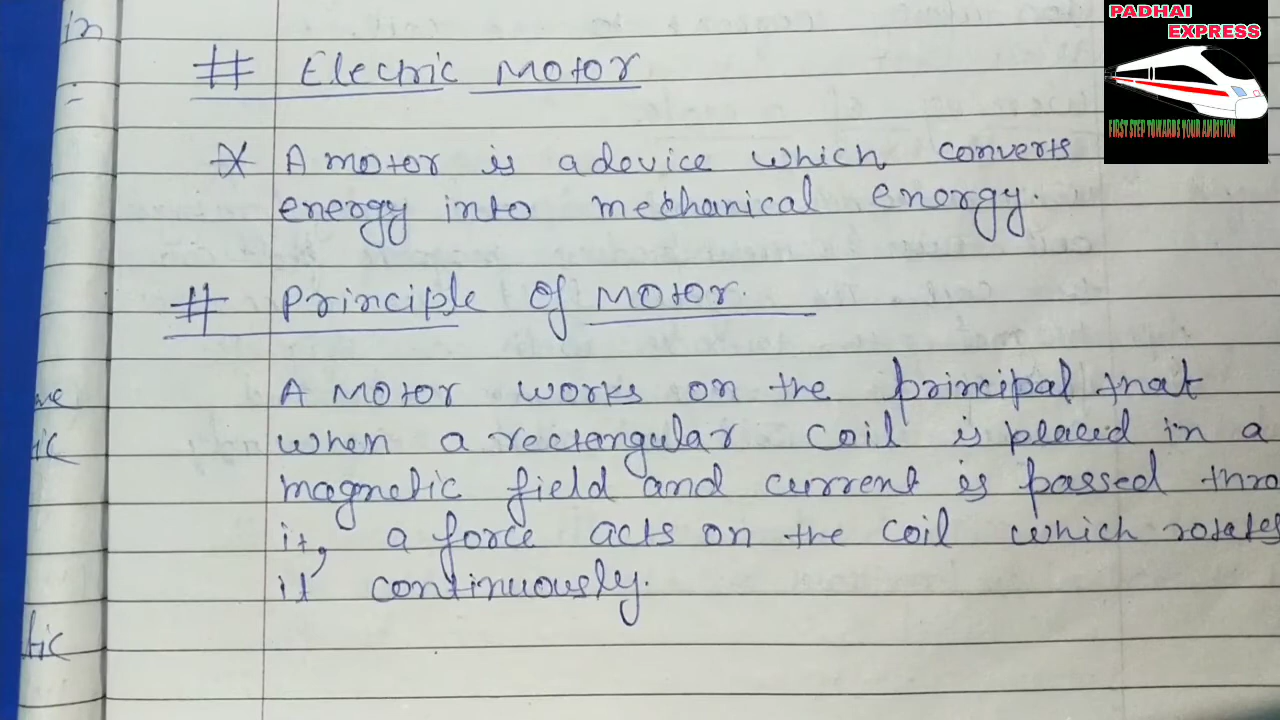 in
# Electric Motor
* A motor is a device which converts
energy into mechanical energy.
# Principle of Motor.
A Motor works on the principal that
when a rectangular coil is placed in a
magnetic field and current is passed thro
it, a force acts on the coil which rotates
it continuously.
tic
PADHAI
EXPRESS
FIRST STEP TOWARDS YOUR AMBITION